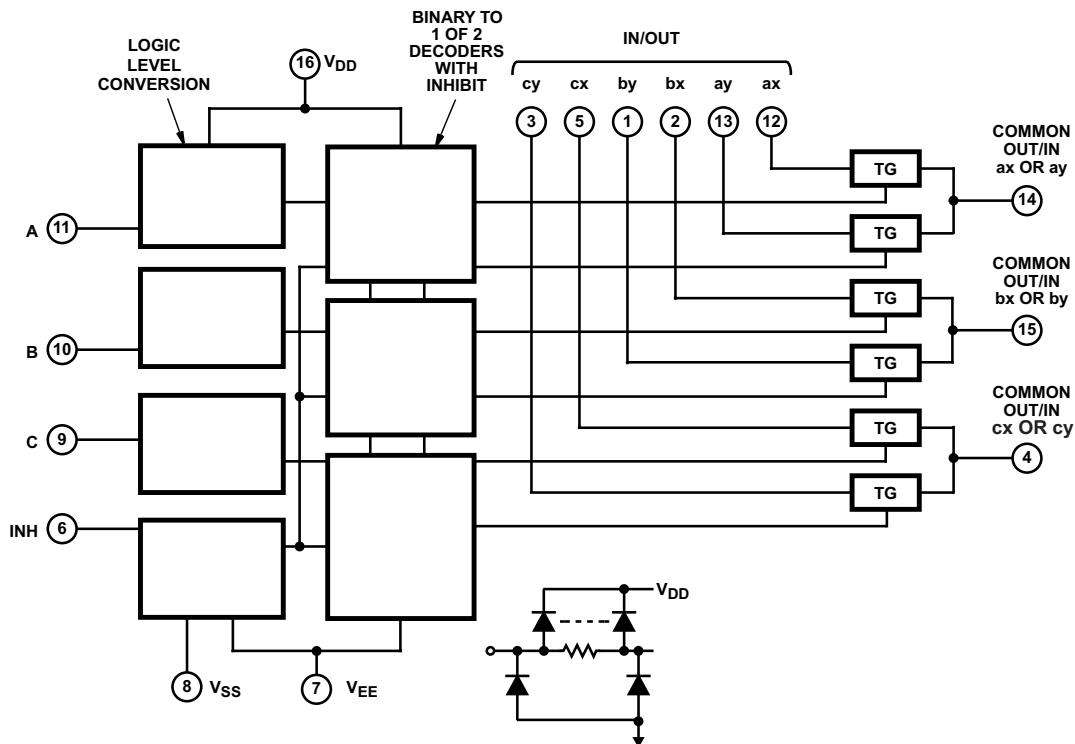 LOGIC
LEVEL
CONVERSION
16 VDD
BINARY TO
1 OF 2
DECODERS
WITH
INHIBIT
IN/OUT
cy cx by bx ay ax
3 5 1 2 13 12
COMMON
OUT/IN
ax OR ay
14
TG
TG
A 11
COMMON
OUT/IN
bx OR by
15
TG
TG
B 10
COMMON
OUT/IN
cx OR cy
4
TG
TG
C 9
INH 6
8 VSS
7 VEE
VDD